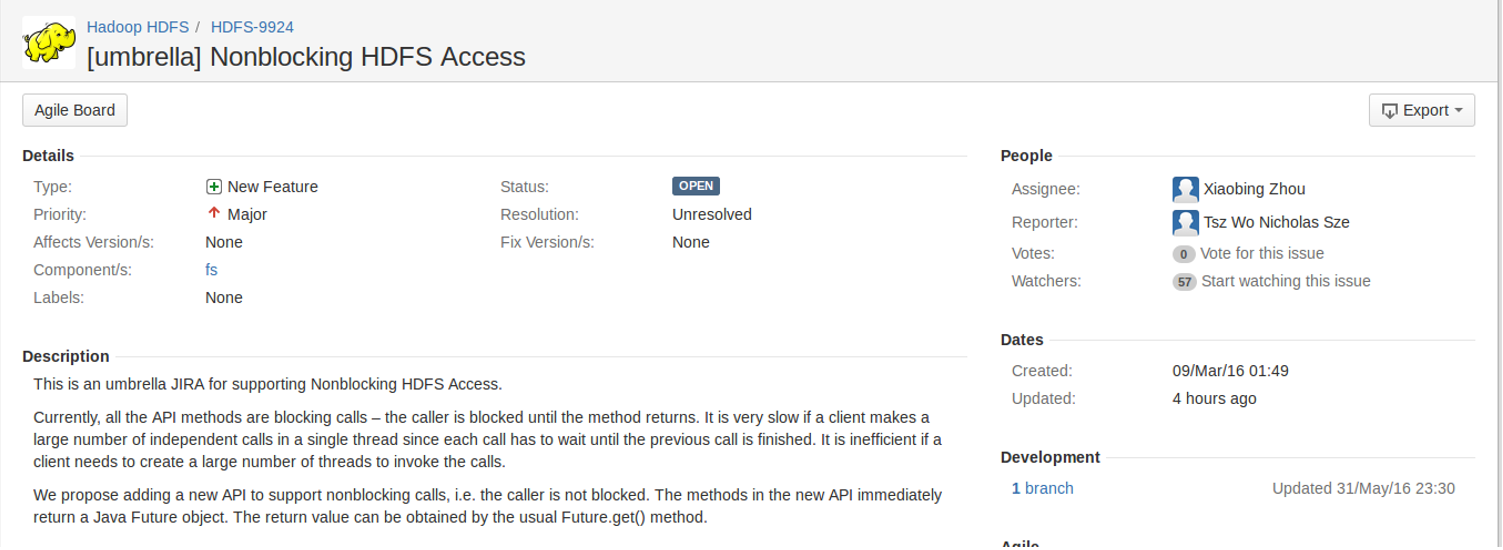 Hadoop HDFS / HDFS-9924
[umbrella] Nonblocking HDFS Access
Agile Board
Export
Details
Type: New Feature
Status: OPEN
Priority: Major
Resolution: Unresolved
Affects Version/s: None
Fix Version/s: None
Component/s: fs
Labels: None
Description
This is an umbrella JIRA for supporting Nonblocking HDFS Access.
Currently, all the API methods are blocking calls – the caller is blocked until the method returns. It is very slow if a client makes a
large number of independent calls in a single thread since each call has to wait until the previous call is finished. It is inefficient if a
client needs to create a large number of threads to invoke the calls.
We propose adding a new API to support nonblocking calls, i.e. the caller is not blocked. The methods in the new API immediately
return a Java Future object. The return value can be obtained by the usual Future.get() method.
People
Assignee: Xiaobing Zhou
Reporter: Tsz Wo Nicholas Sze
Votes: 0 Vote for this issue
Watchers: 57 Start watching this issue
Dates
Created: 09/Mar/16 01:49
Updated: 4 hours ago
Development
1 branch Updated 31/May/16 23:30
Agile